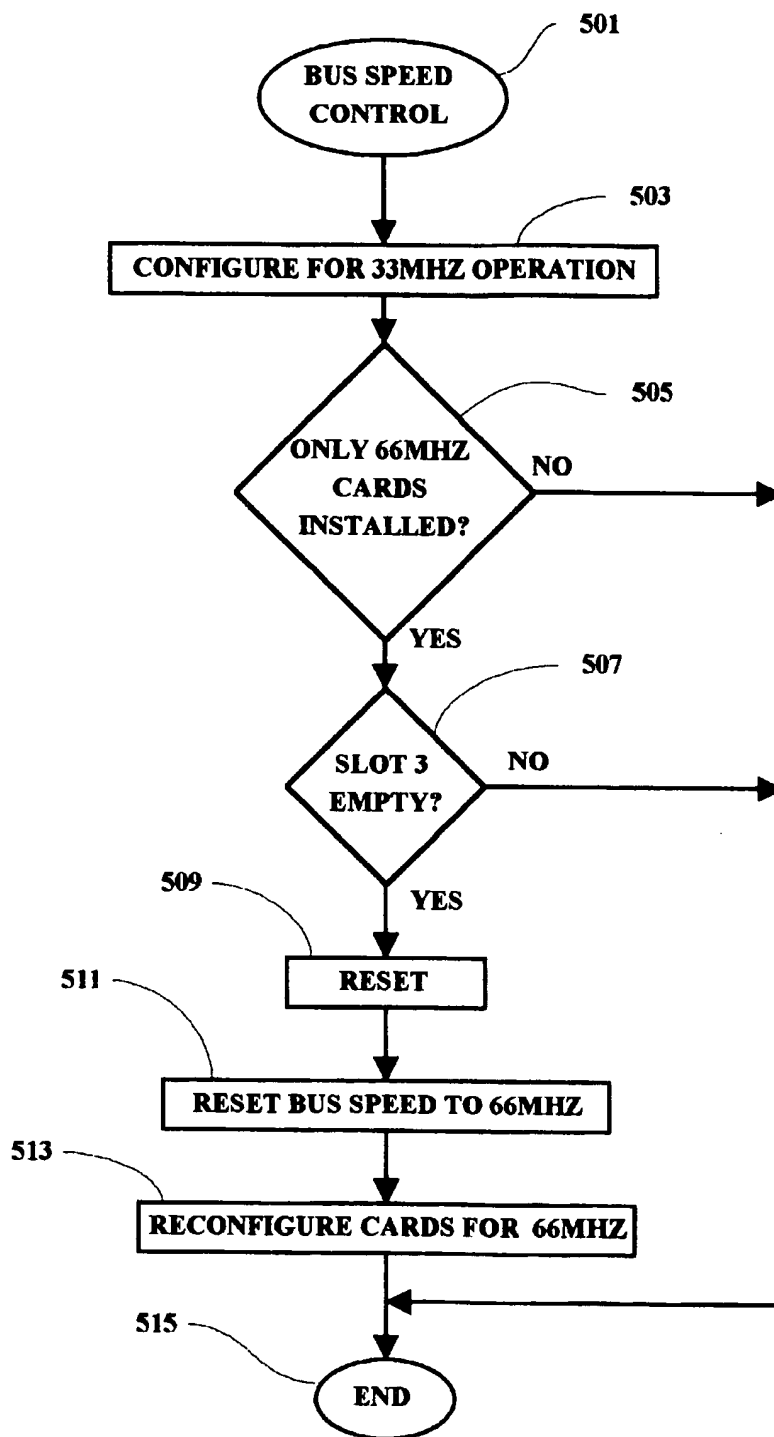 501
BUS SPEED
CONTROL
503
CONFIGURE FOR 33MHZ OPERATION
505
ONLY 66MHZ
CARDS
INSTALLED?
NO
YES
507
SLOT 3
EMPTY?
NO
YES
509
RESET
511
RESET BUS SPEED TO 66MHZ
513
RECONFIGURE CARDS FOR 66MHZ
515
END